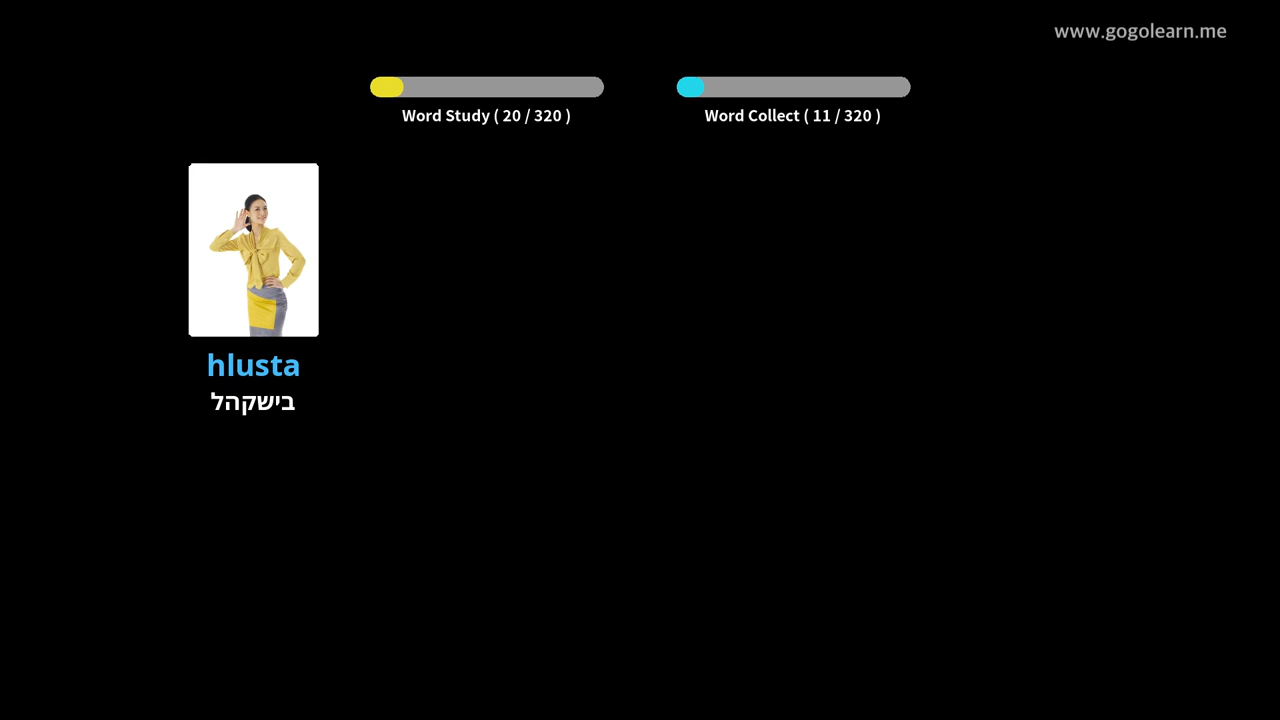 www.gogolearn.me
Word Study ( 20 / 320 )
Word Collect ( 11 / 320 )
hlusta
בישקהל